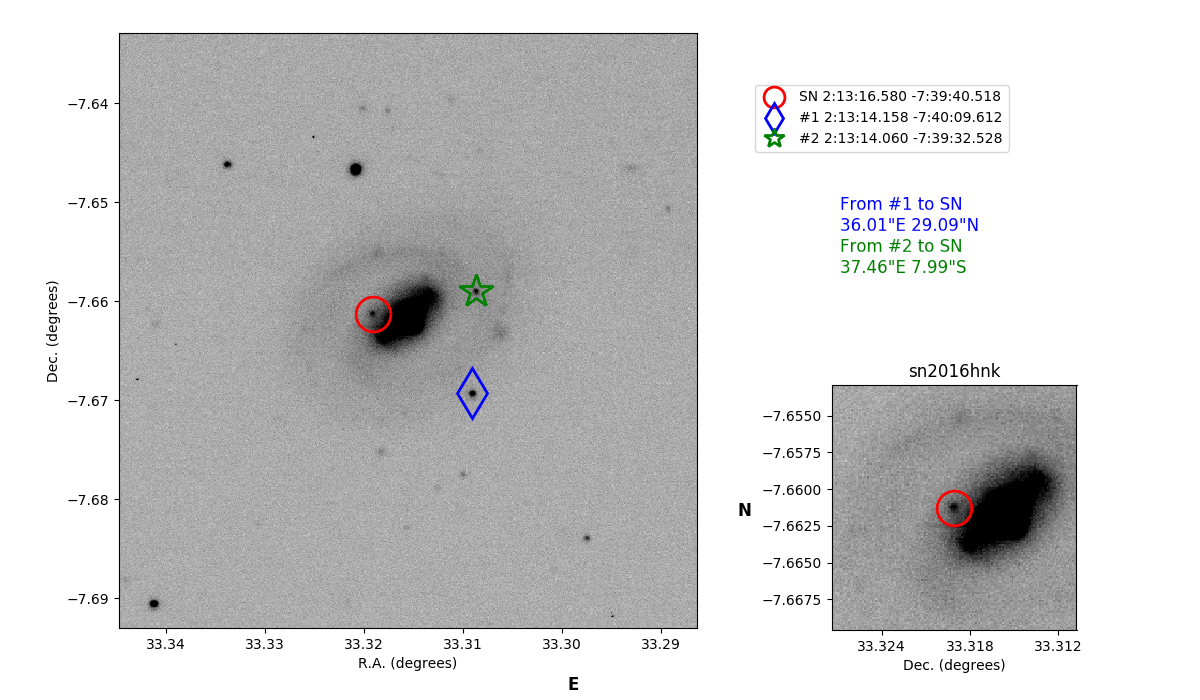 −7.64
−7.65
−7.66
−7.67
−7.68
−7.69
Dec. (degrees)
33.34 33.33 33.32 33.31 33.30 33.29
R.A. (degrees)
E
SN 2:13:16.580 -7:39:40.518
#1 2:13:14.158 -7:40:09.612
#2 2:13:14.060 -7:39:32.528
From #1 to SN
36.01"E 29.09"N
From #2 to SN
37.46"E 7.99"S
sn2016hnk
−7.6550
−7.6575
−7.6600
−7.6625
−7.6650
−7.6675
N
33.324 33.318 33.312
Dec. (degrees)